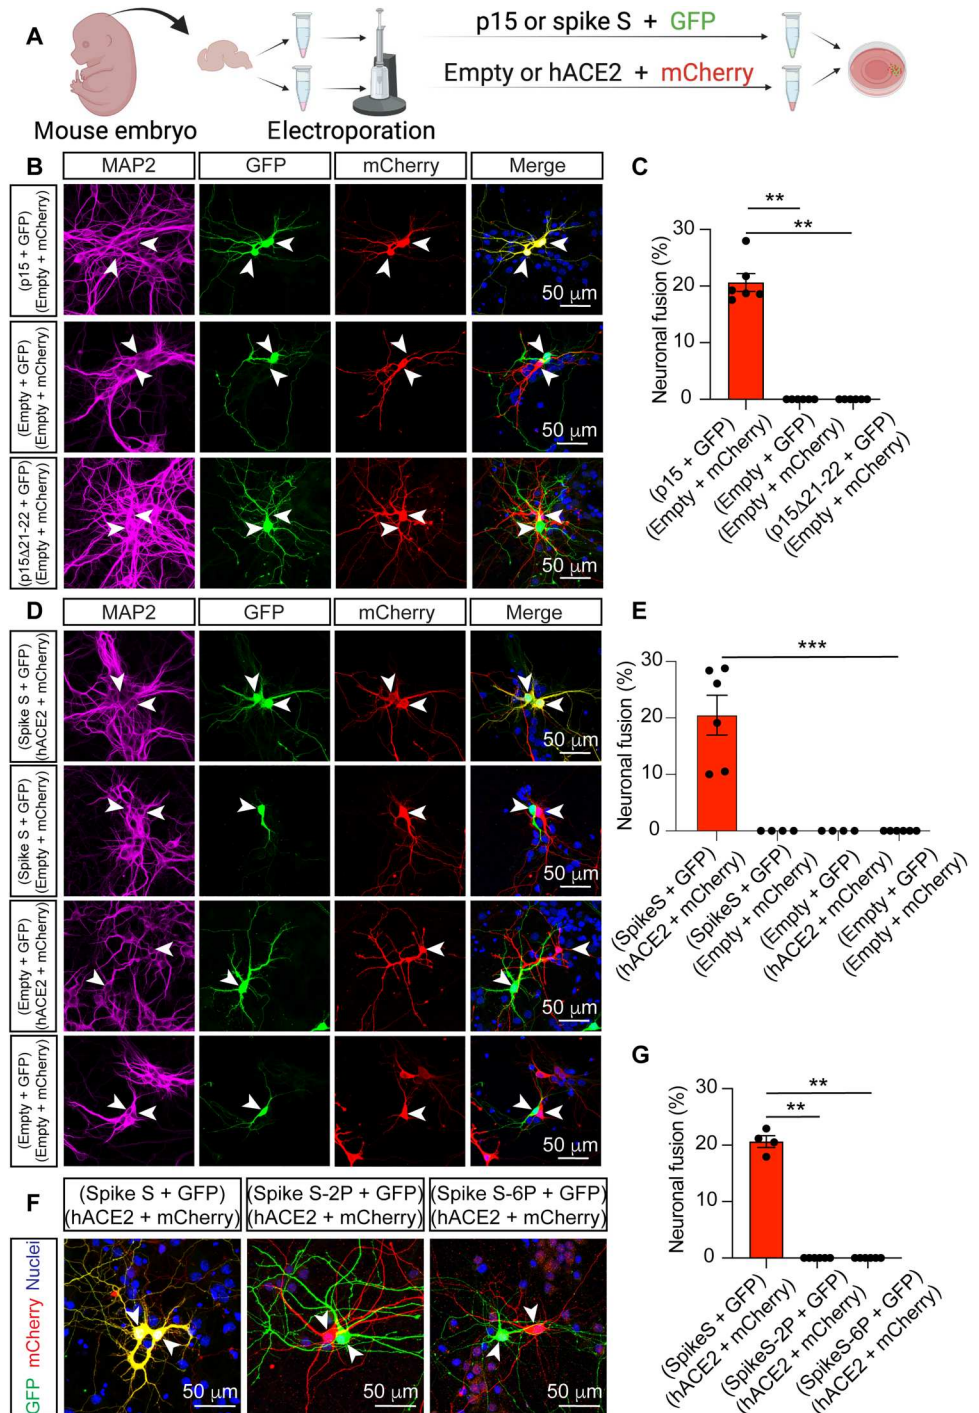 A
p15 or spike S + GFP
Empty or hACE2 + mCherry
Mouse embryo
Electroporation
B
MAP2
GFP
mCherry
Merge
(p15 + GFP)
(Empty + mCherry)
50 µm
(Empty + GFP)
(Empty + mCherry)
50 µm
(p15Δ21-22 + GFP)
(Empty + mCherry)
50 µm
C
**
**
Neuronal fusion (%)
30
20
10
0
(p15 + GFP)
(Empty + mCherry)
(Empty + GFP)
(Empty + mCherry)
(p15Δ21-22 + GFP)
(Empty + mCherry)
D
MAP2
GFP
mCherry
Merge
(Spike S + GFP)
(hACE2 + mCherry)
50 µm
(Spike S + GFP)
(Empty + mCherry)
50 µm
(Empty + GFP)
(hACE2 + mCherry)
50 µm
(Empty + GFP)
(Empty + mCherry)
50 µm
E
***
Neuronal fusion (%)
30
20
10
0
(SpikeS + GFP)
(hACE2 + mCherry)
(SpikeS + GFP)
(Empty + mCherry)
(Empty + GFP)
(hACE2 + mCherry)
(Empty + GFP)
(Empty + mCherry)
F
(Spike S + GFP)
(hACE2 + mCherry)
(Spike S-2P + GFP)
(hACE2 + mCherry)
(Spike S-6P + GFP)
(hACE2 + mCherry)
GFP mCherry Nuclei
50 µm
50 µm
50 µm
G
**
**
Neuronal fusion (%)
30
20
10
0
(SpikeS + GFP)
(hACE2 + mCherry)
(SpikeS-2P + GFP)
(hACE2 + mCherry)
(SpikeS-6P + GFP)
(hACE2 + mCherry)